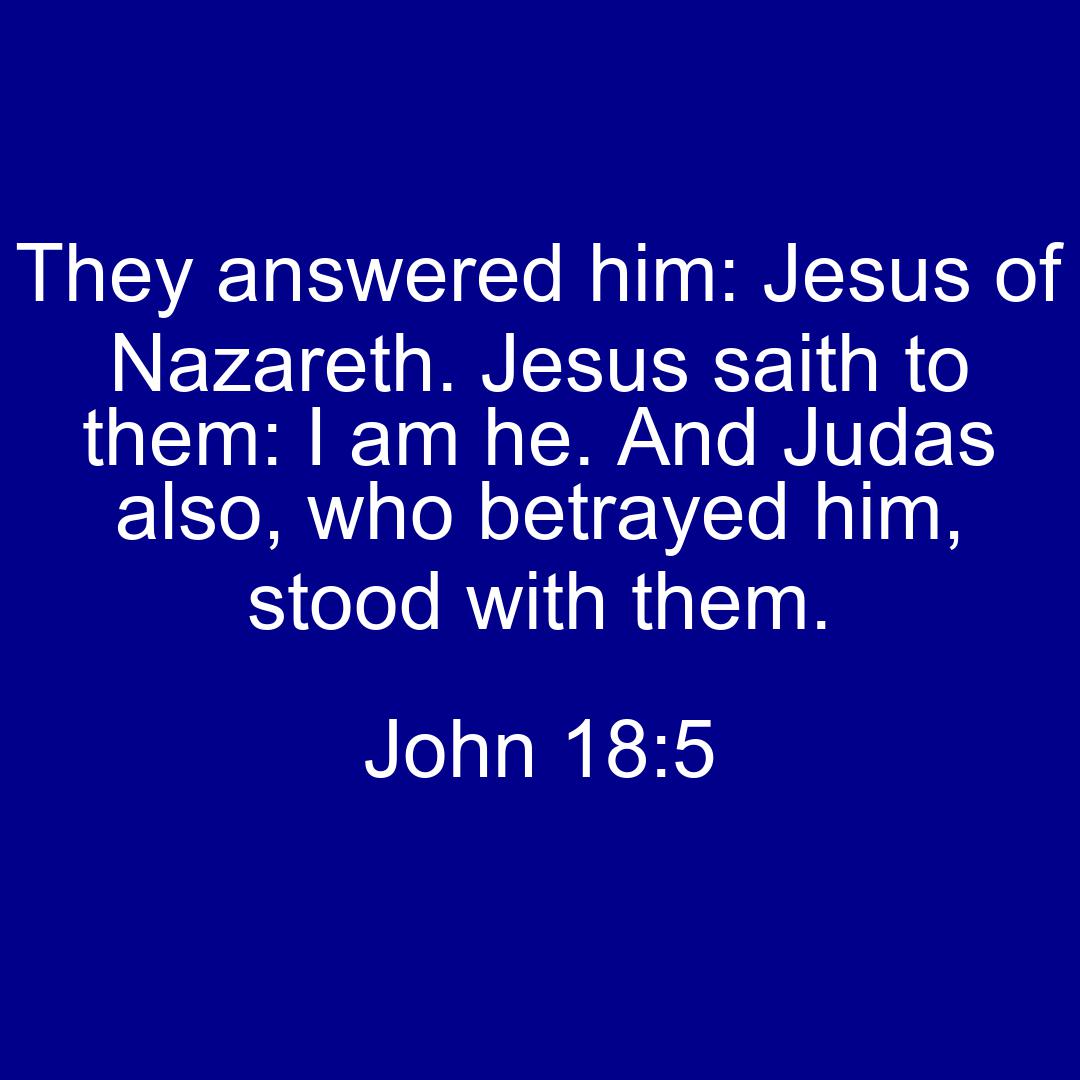 They answered him: Jesus of
Nazareth. Jesus saith to
them: I am he. And Judas
also, who betrayed him,
stood with them.
John 18:5